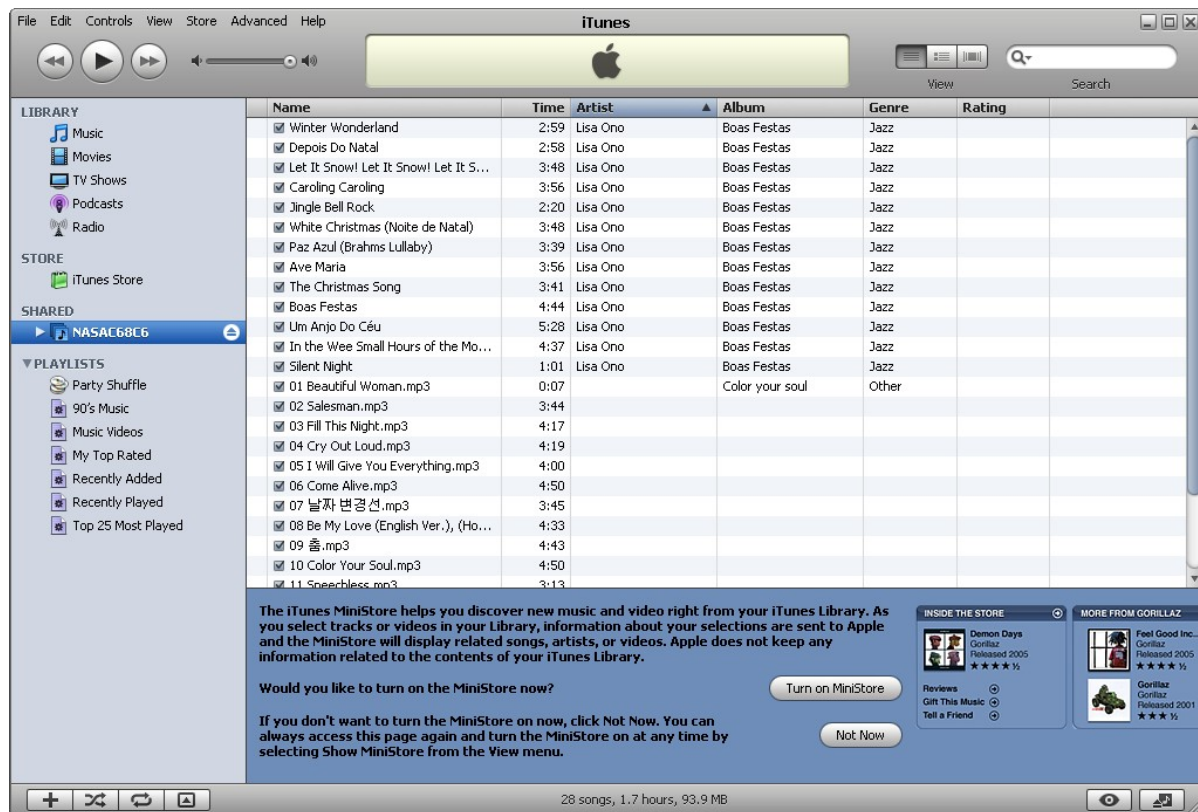 File Edit Controls View Store Advanced Help
iTunes
View
Search
LIBRARY
Music
Movies
TV Shows
Podcasts
Radio
STORE
iTunes Store
SHARED
NASAC68C6
PLAYLISTS
Party Shuffle
90's Music
Music Videos
My Top Rated
Recently Added
Recently Played
Top 25 Most Played
Name Time Artist Album Genre Rating
Winter Wonderland 2:59 Lisa Ono Boas Festas Jazz
Depois Do Natal 2:58 Lisa Ono Boas Festas Jazz
Let It Snow! Let It Snow! Let It S... 3:48 Lisa Ono Boas Festas Jazz
Caroling Caroling 3:56 Lisa Ono Boas Festas Jazz
Jingle Bell Rock 2:20 Lisa Ono Boas Festas Jazz
White Christmas (Noite de Natal) 3:48 Lisa Ono Boas Festas Jazz
Paz Azul (Brahms Lullaby) 3:39 Lisa Ono Boas Festas Jazz
Ave Maria 3:56 Lisa Ono Boas Festas Jazz
The Christmas Song 3:41 Lisa Ono Boas Festas Jazz
Boas Festas 4:44 Lisa Ono Boas Festas Jazz
Um Anjo Do Céu 5:28 Lisa Ono Boas Festas Jazz
In the Wee Small Hours of the Mo... 4:37 Lisa Ono Boas Festas Jazz
Silent Night 1:01 Lisa Ono Boas Festas Jazz
01 Beautiful Woman.mp3 0:07 Color your soul Other
02 Salesman.mp3 3:44
03 Fill This Night.mp3 4:17
04 Cry Out Loud.mp3 4:19
05 I Will Give You Everything.mp3 4:00
06 Come Alive.mp3 4:50
07 날짜 변경선.mp3 3:45
08 Be My Love (English Ver.), (Ho... 4:33
09 춤.mp3 4:43
10 Color Your Soul.mp3 4:50
11 Speechless.mp3 3:13
The iTunes MiniStore helps you discover new music and video right from your iTunes Library. As
you select tracks or videos in your Library, information about your selections are sent to Apple
and the MiniStore will display related songs, artists, or videos. Apple does not keep any
information related to the contents of your iTunes Library.
Would you like to turn on the MiniStore now?
Turn on MiniStore
If you don't want to turn the MiniStore on now, click Not Now. You can
always access this page again and turn the MiniStore on at any time by
selecting Show MiniStore from the View menu.
Not Now
INSIDE THE STORE
Demon Days
Gorillaz
Released 2005
Reviews
Gift This Music
Tell a Friend
MORE FROM GORILLAZ
Feel Good Inc...
Gorillaz
Released 2005
Gorillaz
Gorillaz
Released 2001
28 songs, 1.7 hours, 93.9 MB